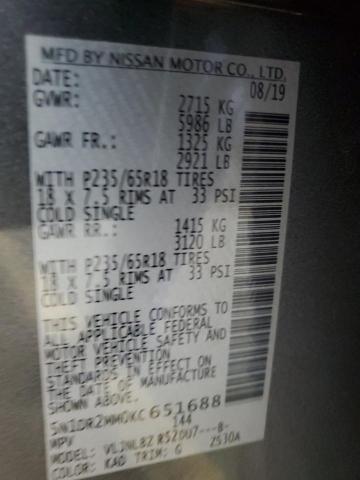 MFD BY NISSAN MOTOR CO., LTD.
DATE: 08/19
GVWR: 2715 KG
5986 LB
GAWR FR.: 1325 KG
2921 LB
WITH P235/65R18 TIRES
18 X 7.5 RIMS AT 33 PSI
COLD SINGLE
GAWR RR.: 1415 KG
3120 LB
WITH P235/65R18 TIRES
18 X 7.5 RIMS AT 33 PSI
COLD SINGLE
THIS VEHICLE CONFORMS TO
ALL APPLICABLE FEDERAL
MOTOR VEHICLE SAFETY AND
THEFT PREVENTION
STANDARDS IN EFFECT ON
THE DATE OF MANUFACTURE
SHOWN ABOVE.
5N1DR2MM0KC651688
MPV 144
VLJNLBZ R52DU7---B-
COLOR: KAD TRIM: G ZS30A